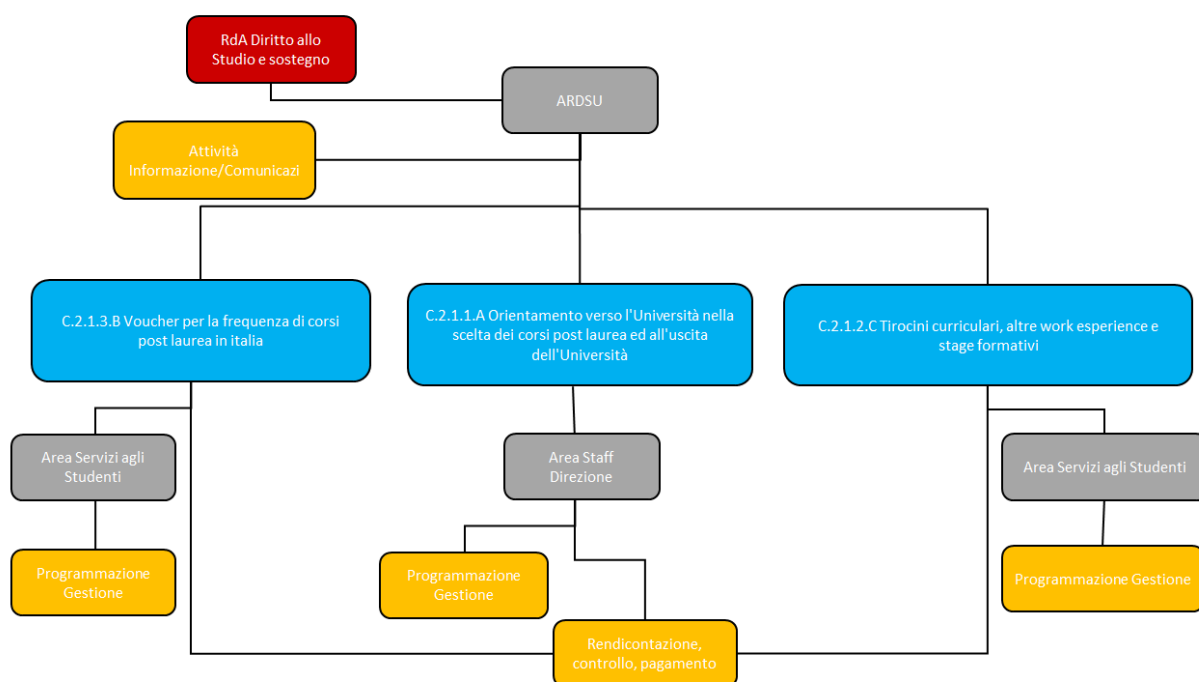 RdA Diritto allo
Studio e sostegno
ARDSU
Attività
Informazione/Comunicazi
C.2.1.3.B Voucher per la frequenza di corsi
post laurea in italia
C.2.1.1.A Orientamento verso l'Università nella
scelta dei corsi post laurea ed all'uscita
dell'Università
C.2.1.2.C Tirocini curriculari, altre work esperience e
stage formativi
Area Servizi agli
Studenti
Area Staff
Direzione
Area Servizi agli Studenti
Programmazione
Gestione
Programmazione
Gestione
Programmazione Gestione
Rendicontazione,
controllo, pagamento